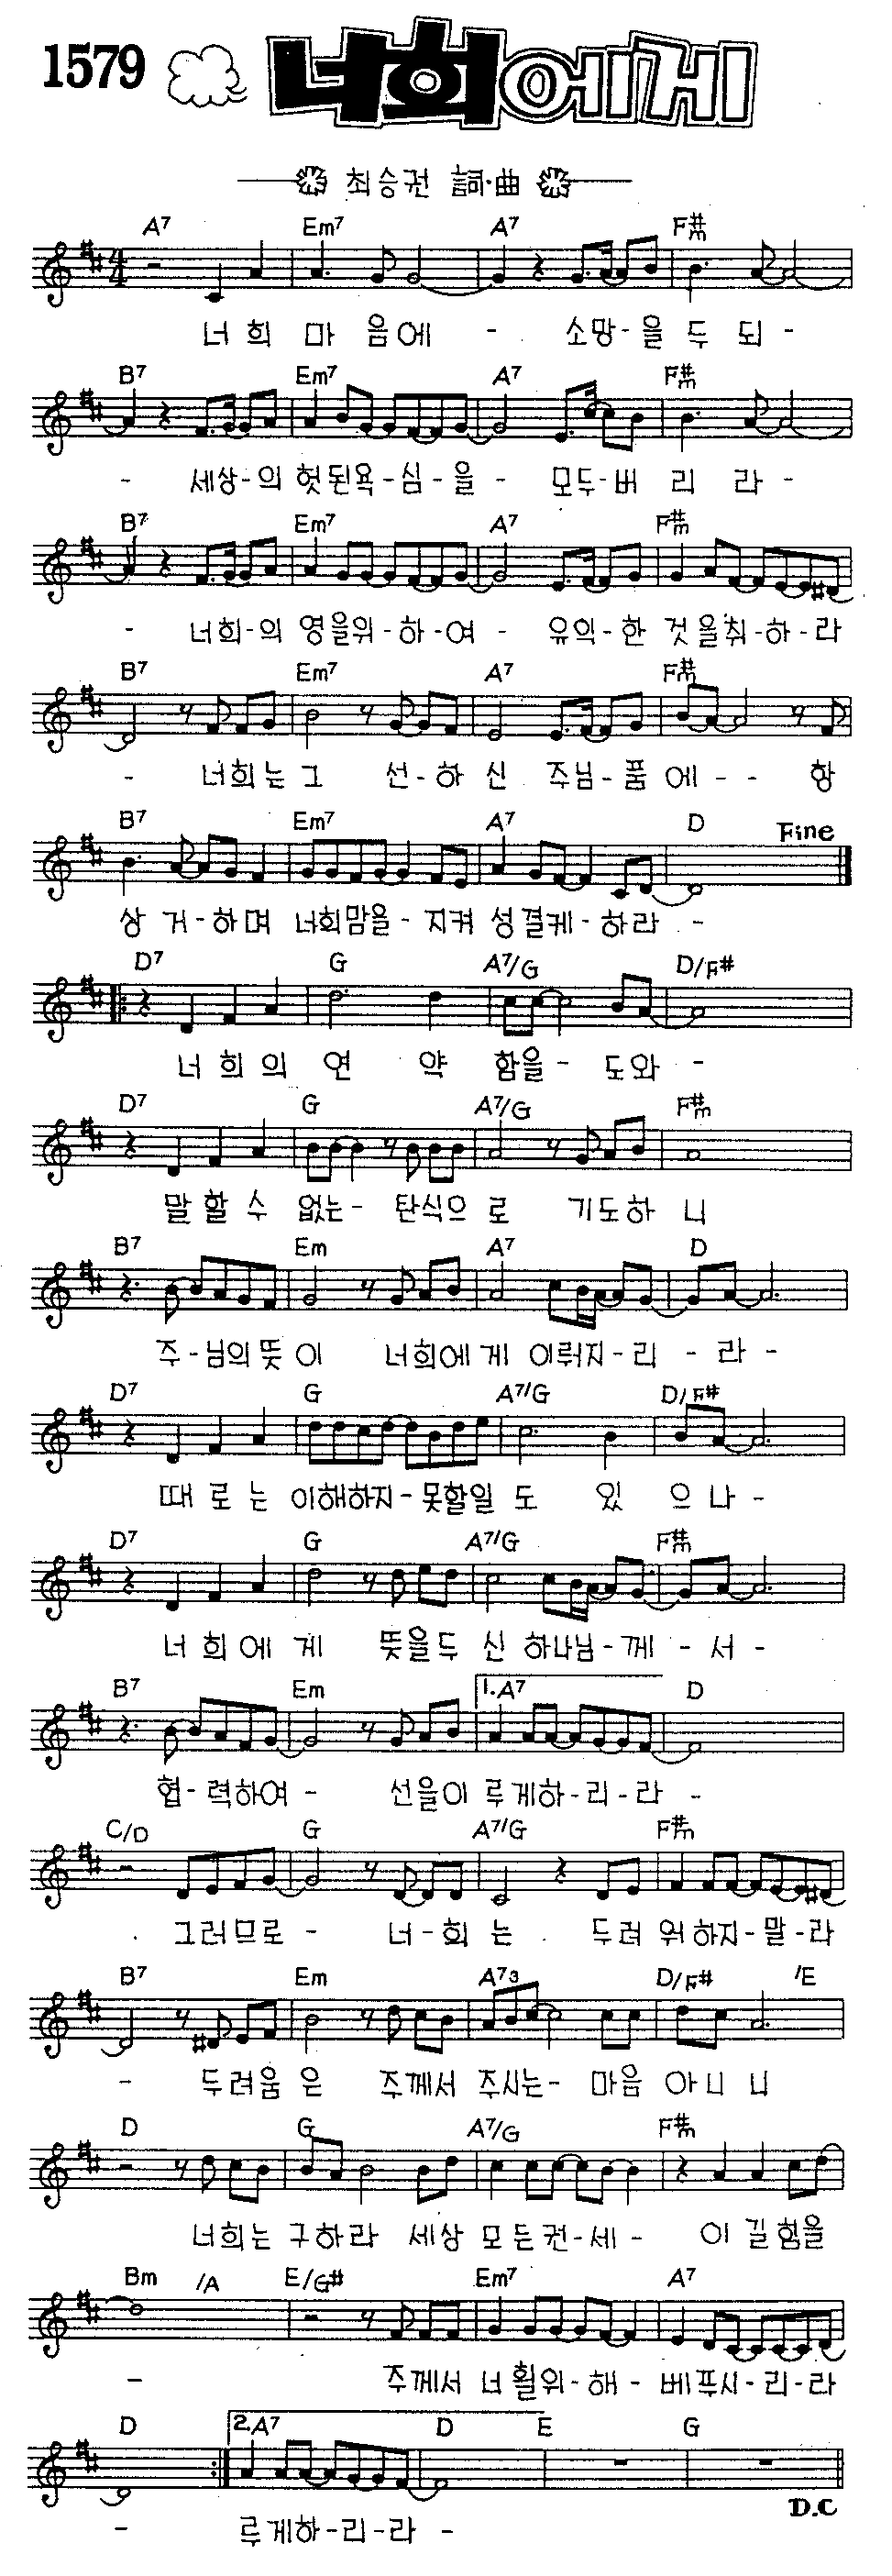 1579 너희에게
최승권 詞·曲
A7 Em7 A7 F#m
너 희 마 음 에 - 소 망 - 을 두 되 -
B7 Em7 A7 F#m
- 세상 - 의 헛된욕 - 심 - 을 - 모두 - 버 리 라 -
B7 Em7 A7 F#m
- 너희 - 의 영을위 - 하 - 여 - 유익 - 한 것을취 - 하 - 라
B7 Em7 A7 F#m
- 너희는 그 선 - 하 신 주님 - 품 에 - - 항
B7 Em7 A7 D Fine
상 거 - 하며 너희맘을 - 지켜 성결케 - 하라 -
D7 G A7/G D/F#
너 희 의 연 약 함을 - 도와 -
D7 G A7/G F#m
말 할 수 없는 - 탄식으 로 기도하 니
B7 Em A7 D
주 - 님의 뜻 이 너희에 게 이뤄지 - 리 - 라 -
D7 G A7/G D/F#
때 로 는 이해하지 - 못할일 도 있 으 나 -
D7 G A7/G F#m
너 희 에 게 뜻을두 신 하나님 - 께 - 서 -
B7 Em 1. A7 D
협 - 력하여 - 선을이 루게하 - 리 - 라 -
C/D G A7/G F#m
그러므로 - 너 - 희 는 두려 워하지 - 말 - 라
B7 Em A73 D/F# /E
- 두려움 은 주께서 주시는 - 마음 아니 니
D G A7/G F#m
너희는 구하라 세상 모든권 - 세 - 이 길 힘을
Bm /A E/G# Em7 A7
- 주께서 너흴위 - 해 - 베푸시 - 리 - 라
D 2. A7 D E G
D.C
- 루게하 - 리 - 라 -